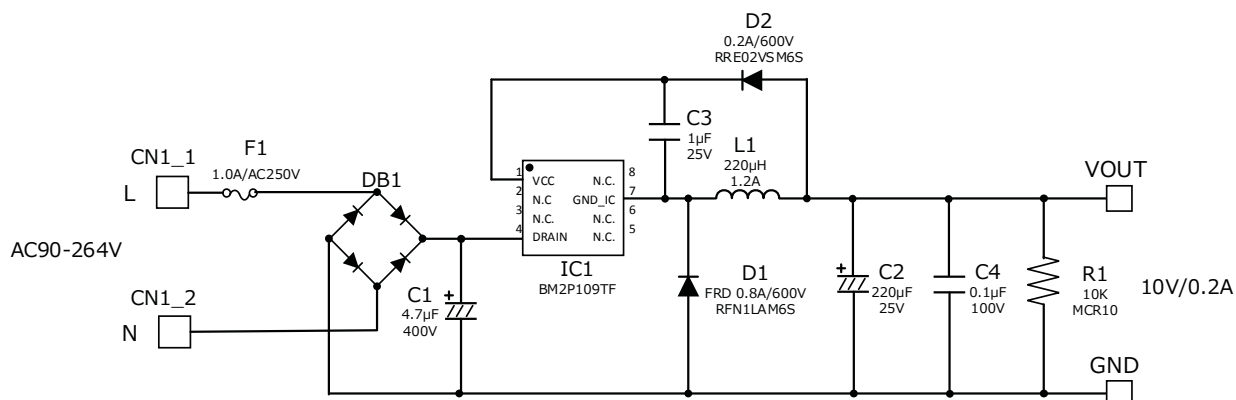 D2
0.2A/600V
RRE02VSM6S
C3
1µF
25V
L1
220µH
1.2A
CN1_1
F1
1.0A/AC250V
L
DB1
1
VCC
N.C.
8
2
N.C
GND_IC
7
3
N.C.
N.C.
6
4
DRAIN
N.C.
5
IC1
BM2P109TF
VOUT
AC90-264V
CN1_2
N
+
C1
4.7µF
400V
D1
FRD 0.8A/600V
RFN1LAM6S
+
C2
220µF
25V
C4
0.1µF
100V
R1
10K
MCR10
10V/0.2A
GND